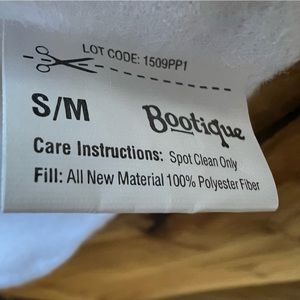 LOT CODE: 1509PP1
S/M
Bootique
Care Instructions: Spot Clean Only
Fill: All New Material 100% Polyester Fiber